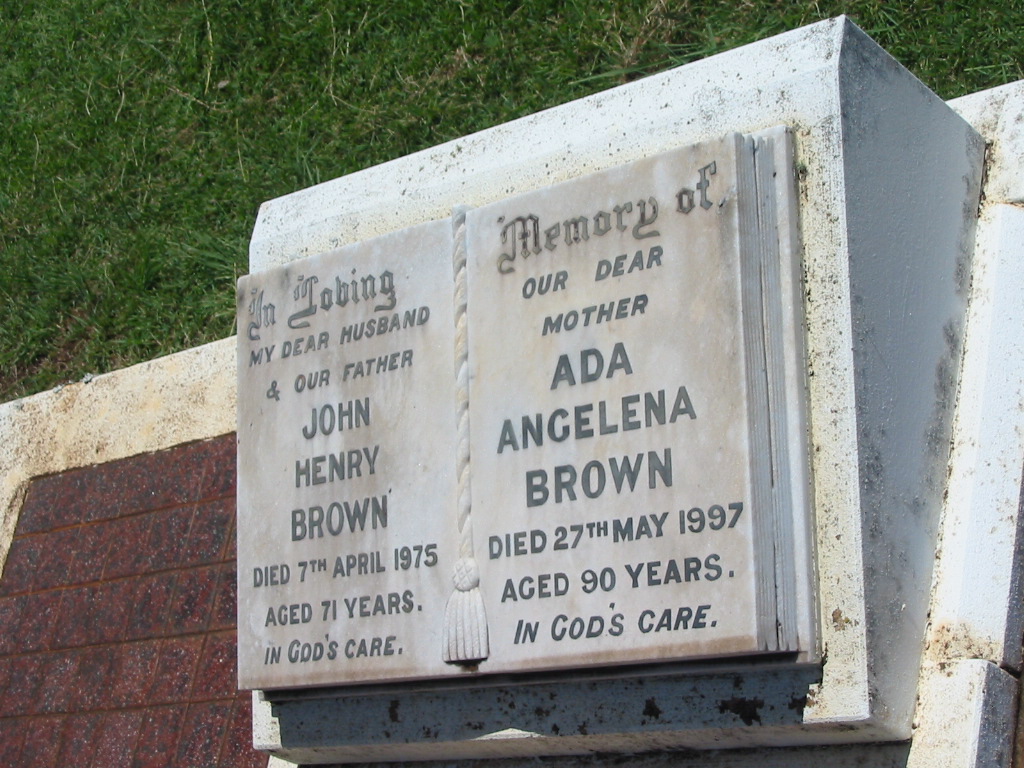 In Loving
MY DEAR HUSBAND
& OUR FATHER
JOHN
HENRY
BROWN
DIED 7TH APRIL 1975
AGED 71 YEARS.
IN GOD'S CARE.
Memory of
OUR DEAR
MOTHER
ADA
ANGELENA
BROWN
DIED 27TH MAY 1997
AGED 90 YEARS.
IN GOD'S CARE.